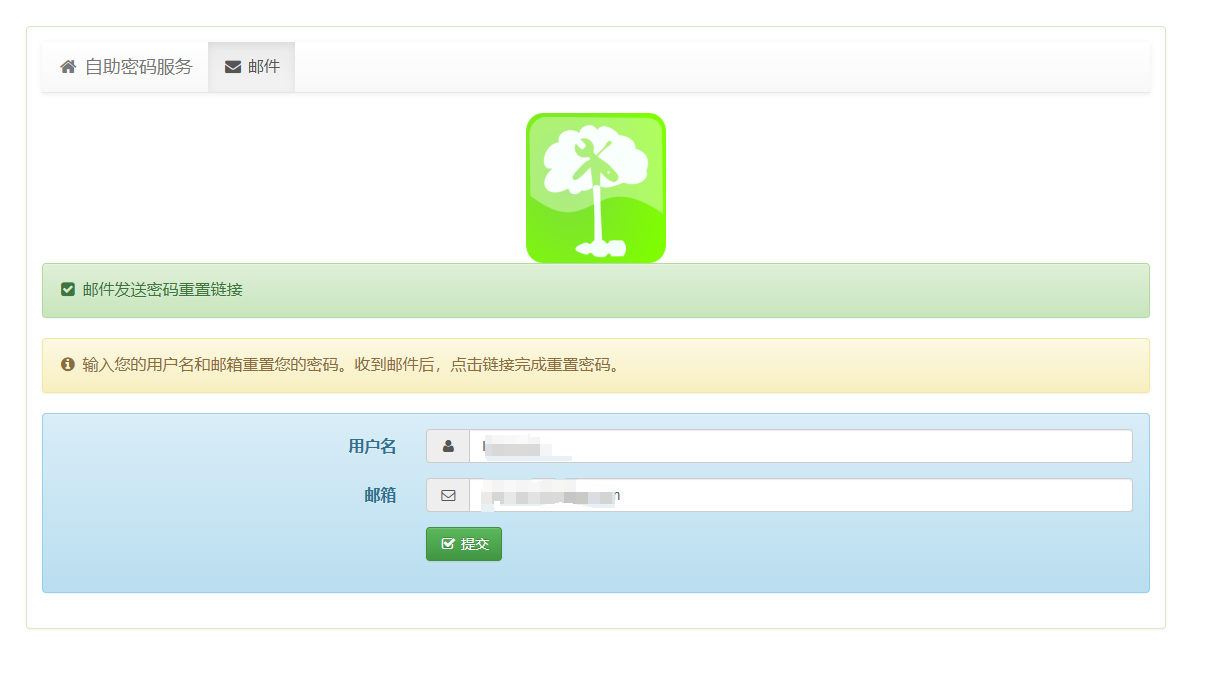 自助密码服务 邮件
邮件发送密码重置链接
输入您的用户名和邮箱重置您的密码。收到邮件后，点击链接完成重置密码。
用户名
邮箱
提交